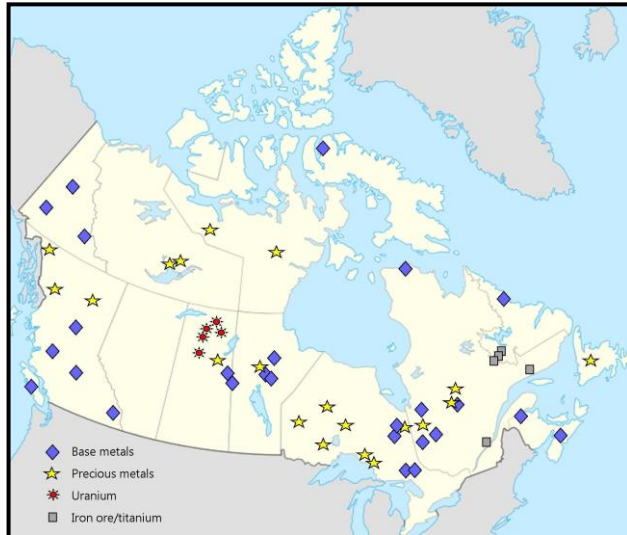 Base metals
Precious metals
Uranium
Iron ore/titanium